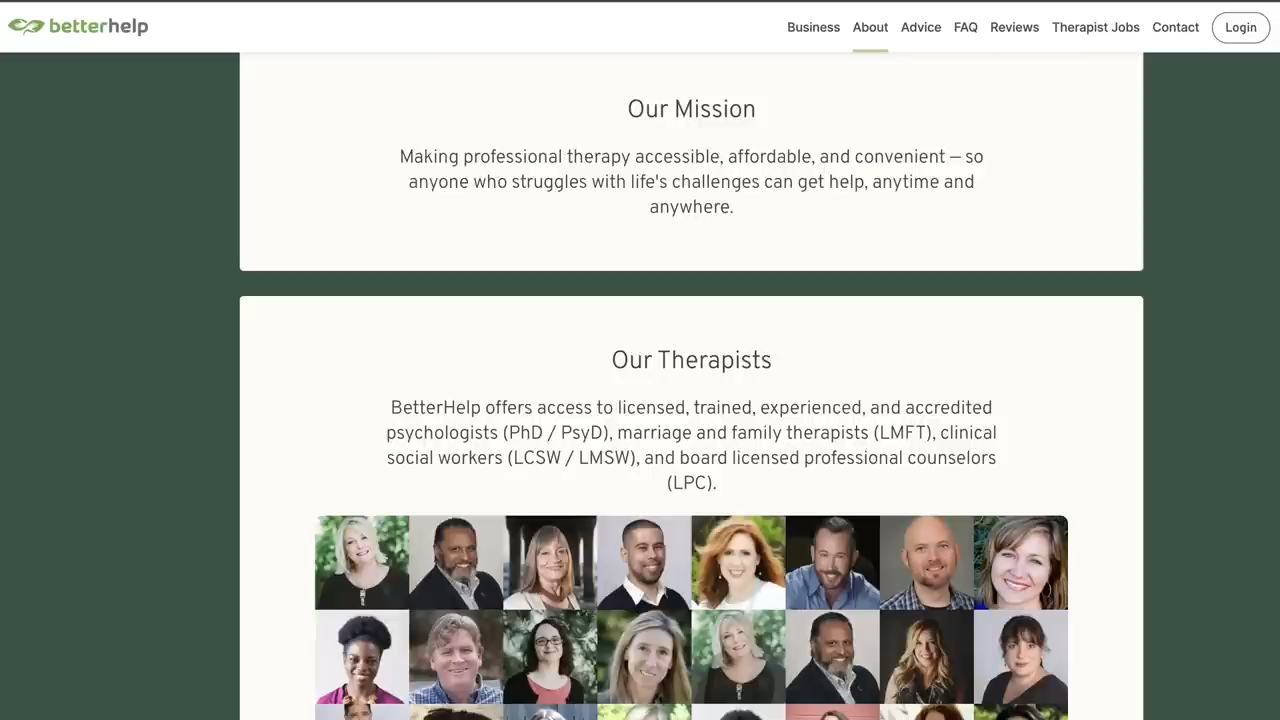 betterhelp
Business About Advice FAQ Reviews Therapist Jobs Contact Login
Our Mission
Making professional therapy accessible, affordable, and convenient — so
anyone who struggles with life's challenges can get help, anytime and
anywhere.
Our Therapists
BetterHelp offers access to licensed, trained, experienced, and accredited
psychologists (PhD / PsyD), marriage and family therapists (LMFT), clinical
social workers (LCSW / LMSW), and board licensed professional counselors
(LPC).